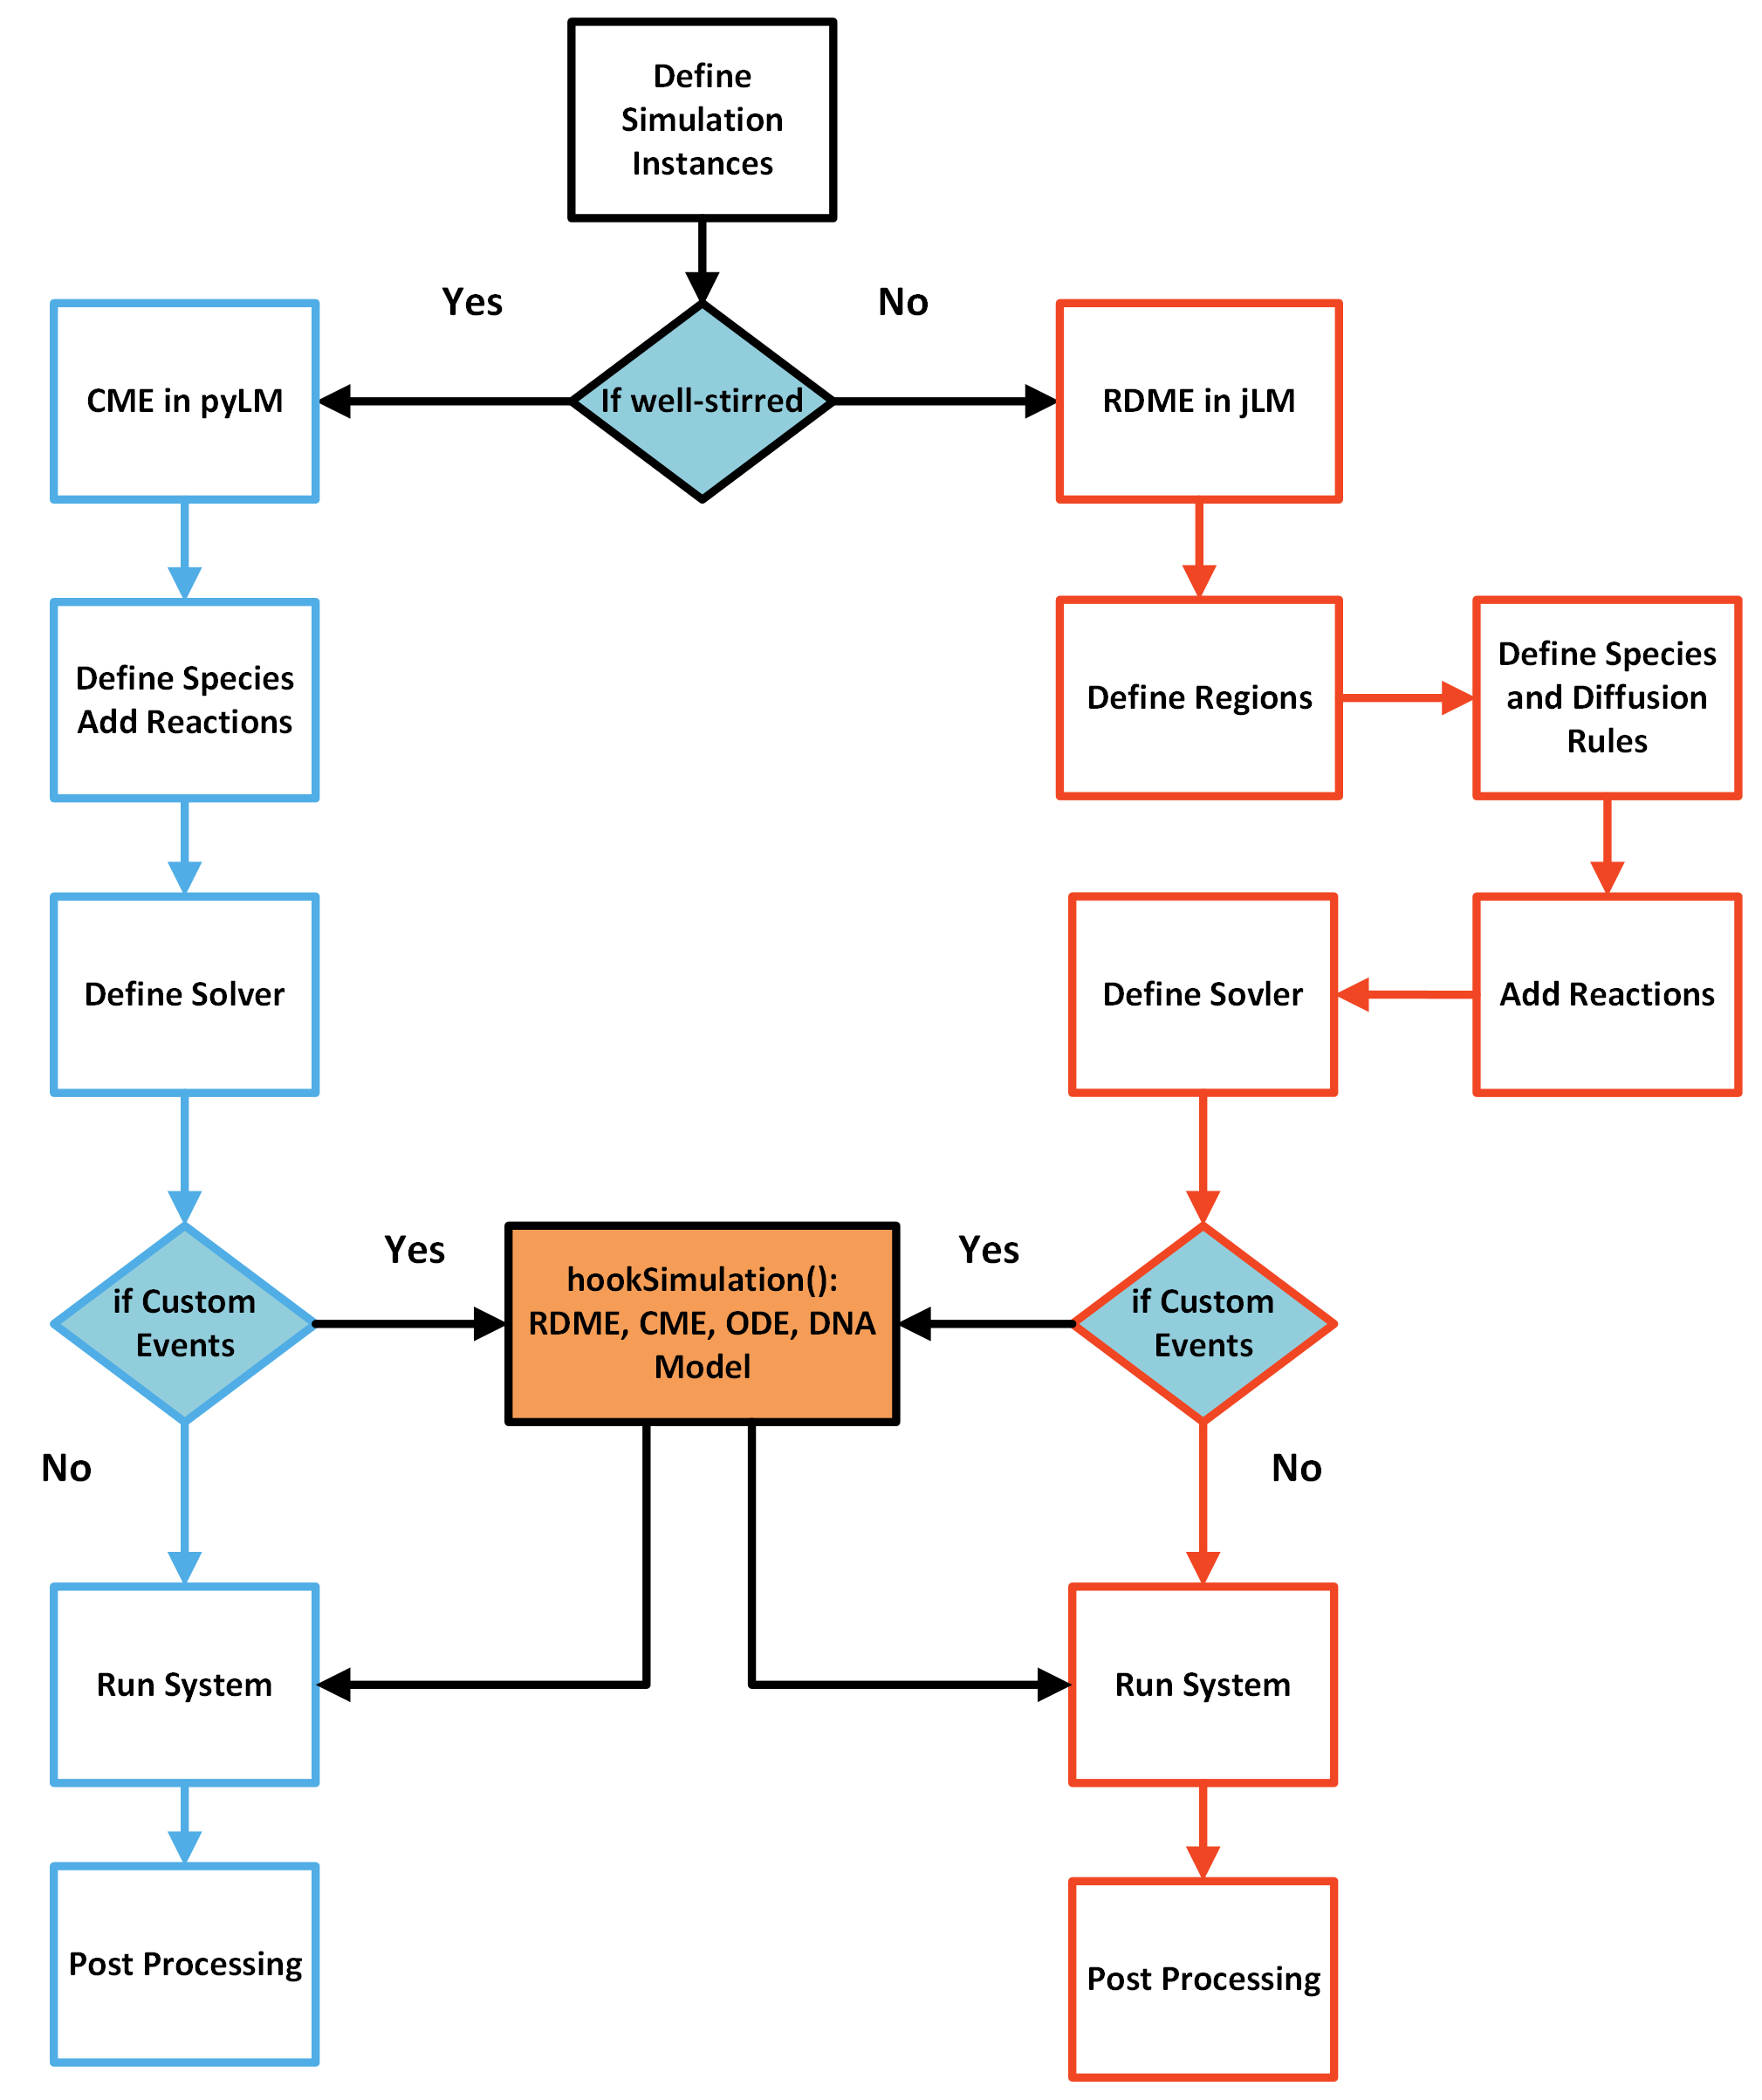 Define
Simulation
Instances
Yes
No
CME in pyLM
If well-stirred
RDME in jLM
Define Species
Add Reactions
Define Regions
Define Species
and Diffusion
Rules
Define Solver
Define Sovler
Add Reactions
if Custom
Events
Yes
hookSimulation():
RDME, CME, ODE, DNA
Model
Yes
if Custom
Events
No
No
Run System
Run System
Post Processing
Post Processing